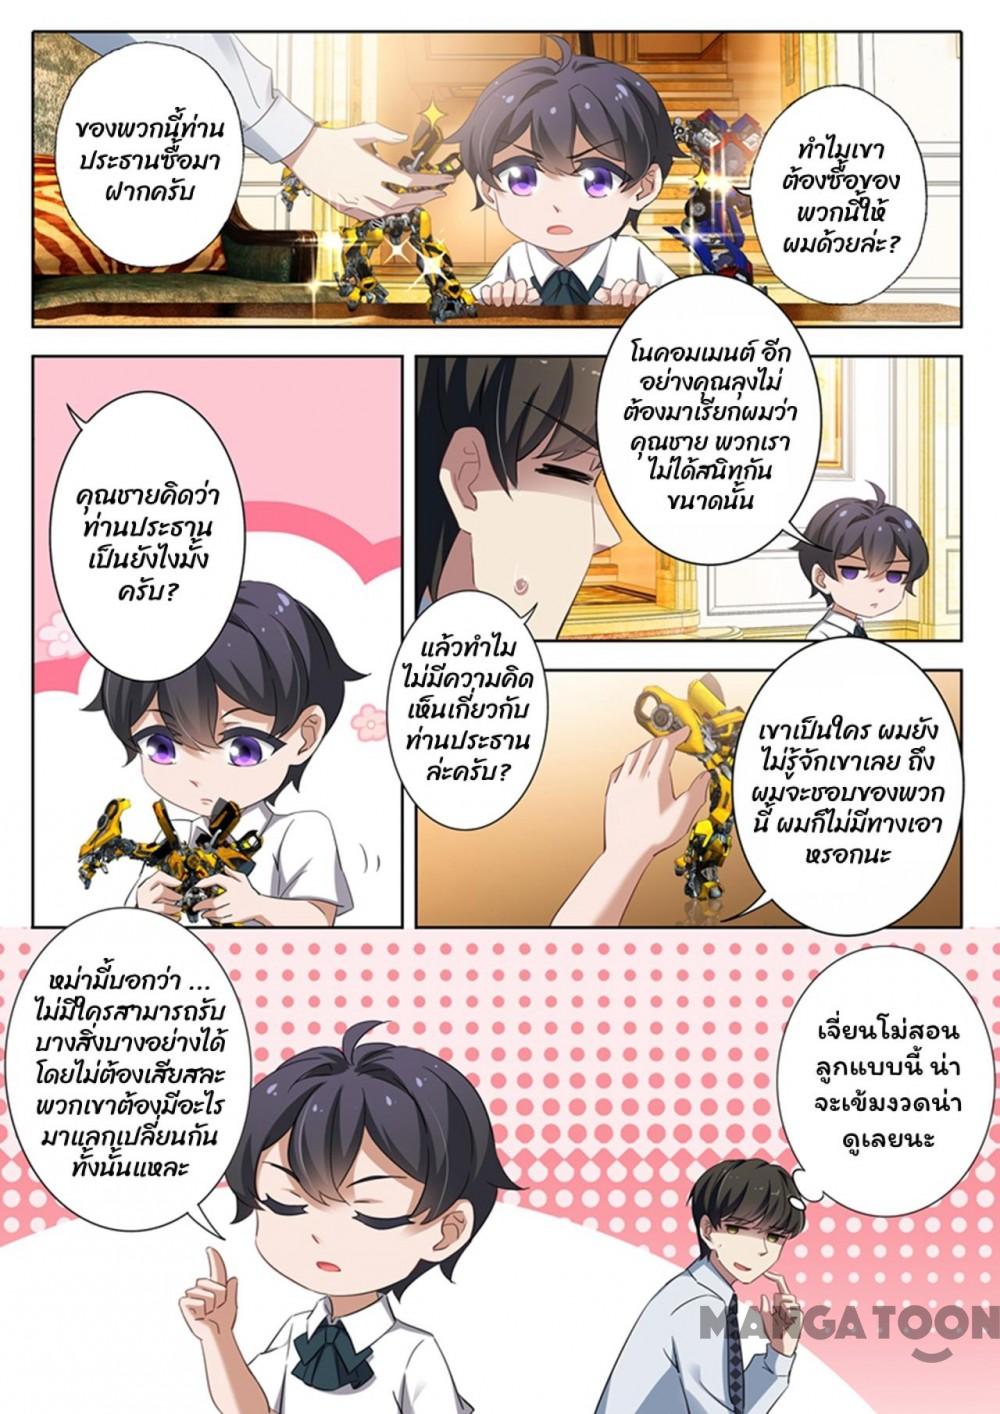 ของพวกนี้ท่าน
ประธานซื้อมา
ฝากครับ
ทำไมเขา
ต้องซื้อของ
พวกนี้ให้
ผมด้วยล่ะ?
คุณชายคิดว่า
ท่านประธาน
เป็นยังไงมั้ง
ครับ?
โนคอมเมนต์ อีก
อย่างคุณลุงไม่
ต้องมาเรียกผมว่า
คุณชาย พวกเรา
ไม่ได้สนิทกัน
ขนาดนั้น
แล้วทำไม
ไม่มีความคิด
เห็นเกี่ยวกับ
ท่านประธาน
ล่ะครับ?
เขาเป็นใคร ผมยัง
ไม่รู้จักเขาเลย ถึง
ผมจะชอบของพวก
นี้ ผมก็ไม่มีทางเอา
หรอกนะ
หม่ามี้บอกว่า ...
ไม่มีใครสามารถรับ
บางสิ่งบางอย่างได้
โดยไม่ต้องเสียสละ
พวกเขาต้องมีอะไร
มาแลกเปลี่ยนกัน
ทั้งนั้นแหละ
เจี่ยนโม่สอน
ลูกแบบนี้ น่า
จะเข้มงวดน่า
ดูเลยนะ
MANGATOON